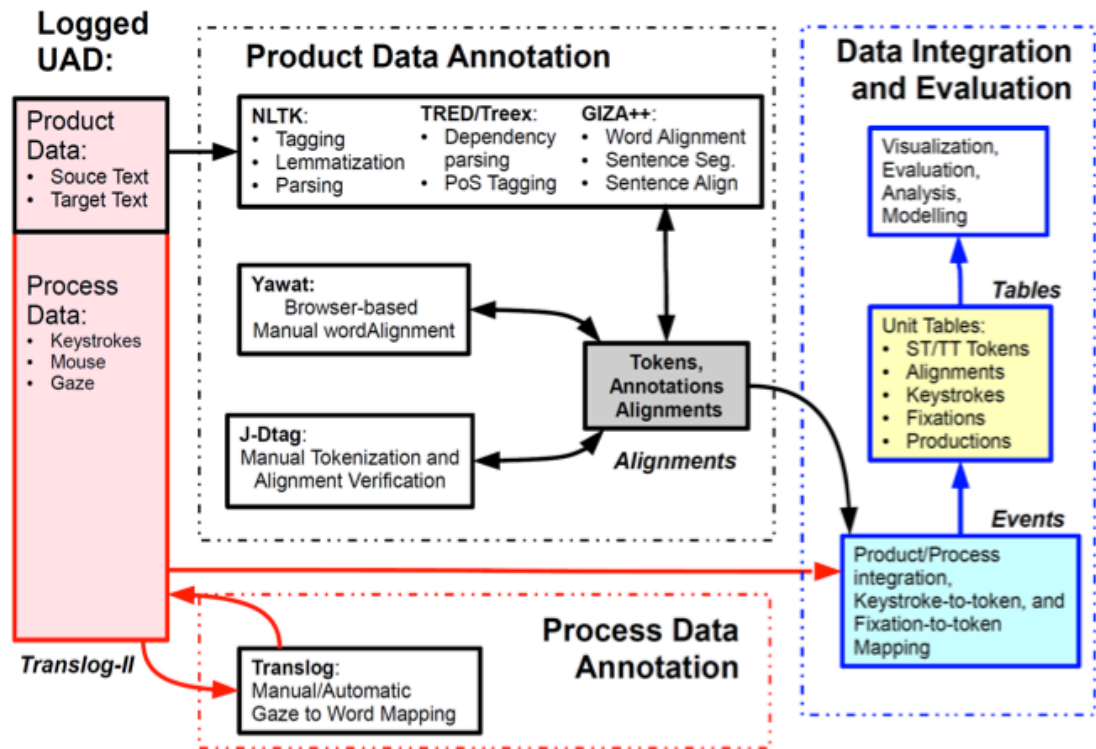 Logged
UAD:
Product
Data:
• Souce Text
• Target Text
Process
Data:
• Keystrokes
• Mouse
• Gaze
Translog-II
Product Data Annotation
NLTK:
• Tagging
• Lemmatization
• Parsing
TRED/Treex:
• Dependency
parsing
• PoS Tagging
GIZA++:
• Word Alignment
• Sentence Seg.
• Sentence Align
Yawat:
Browser-based
Manual wordAlignment
J-Dtag:
Manual Tokenization and
Alignment Verification
Tokens,
Annotations
Alignments
Alignments
Process Data
Annotation
Translog:
Manual/Automatic
Gaze to Word Mapping
Data Integration
and Evaluation
Visualization,
Evaluation,
Analysis,
Modelling
Tables
Unit Tables:
• ST/TT Tokens
• Alignments
• Keystrokes
• Fixations
• Productions
Events
Product/Process
integration,
Keystroke-to-token, and
Fixation-to-token
Mapping